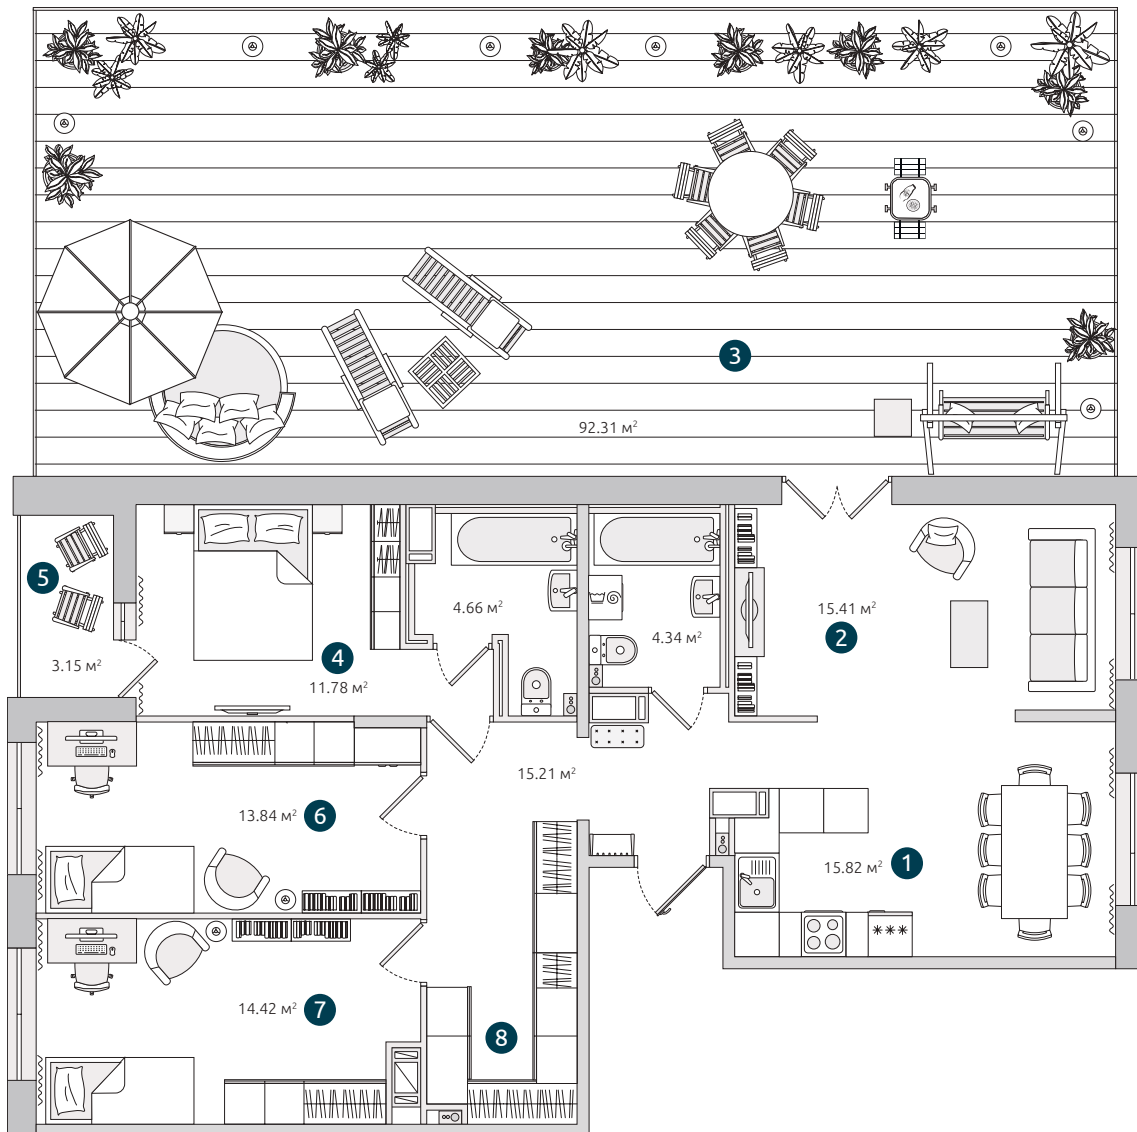 3
92.31 м²
5
3.15 м²
4
11.78 м²
4.66 м²
4.34 м²
15.41 м²
2
15.21 м²
13.84 м²
6
15.82 м²
1
14.42 м²
7
8